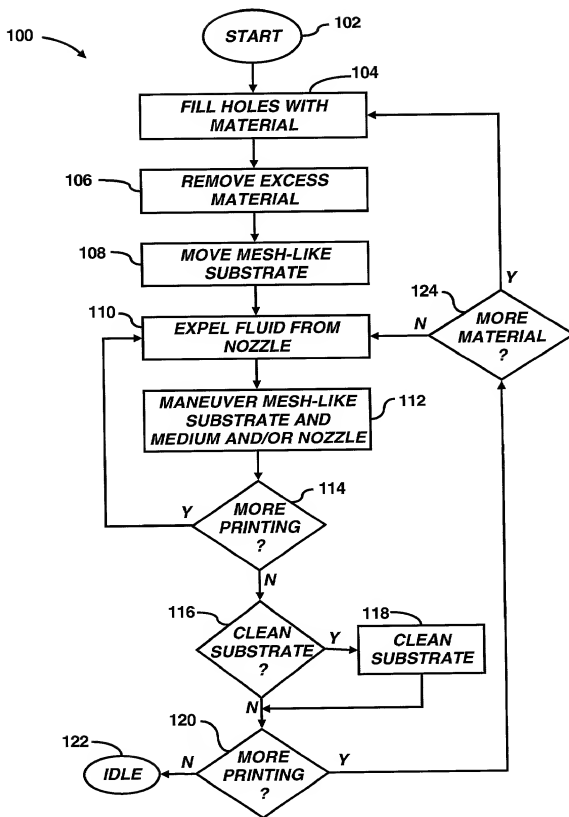 100
102
START
104
FILL HOLES WITH
MATERIAL
106
REMOVE EXCESS
MATERIAL
108
MOVE MESH-LIKE
SUBSTRATE
110
EXPEL FLUID FROM
NOZZLE
N
124
MORE
MATERIAL
?
Y
MANEUVER MESH-LIKE
SUBSTRATE AND
MEDIUM AND/OR NOZZLE
112
114
Y
MORE
PRINTING
?
N
116
CLEAN
SUBSTRATE
?
Y
118
CLEAN
SUBSTRATE
N
120
MORE
PRINTING
?
Y
N
122
IDLE